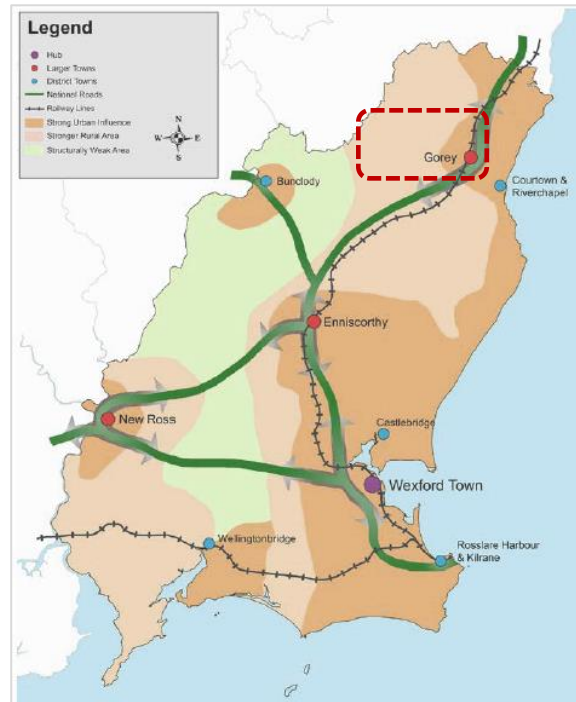 Legend
Hub
Larger Towns
District Towns
National Roads
Railway Lines
Strong Urban Influence
Stronger Rural Area
Structurally Weak Area
N
W
E
S
Gorey
Bunclody
Courtown &
Riverchapel
Enniscorthy
New Ross
Castlebridge
Wexford Town
Wellingtonbridge
Rosslare Harbour
& Kilrane